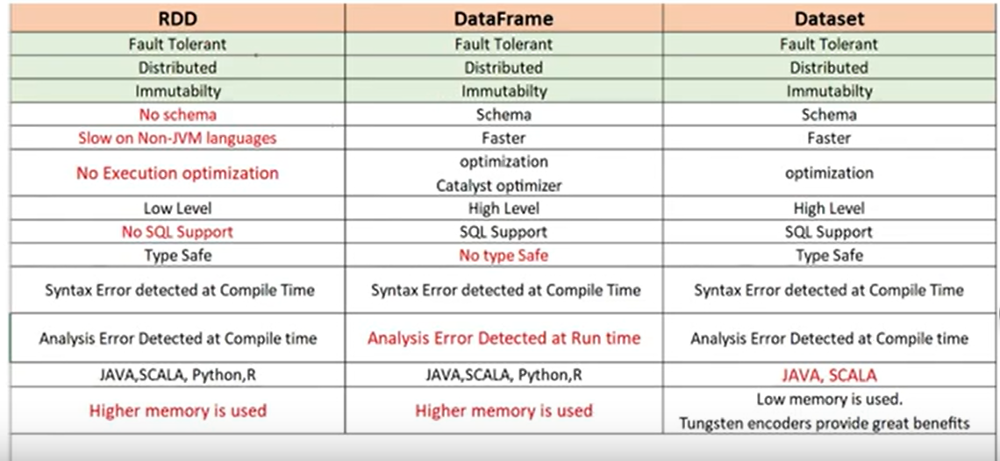 RDD DataFrame Dataset
Fault Tolerant Fault Tolerant Fault Tolerant
Distributed Distributed Distributed
Immutabilty Immutabilty Immutabilty
No schema Schema Schema
Slow on Non-JVM languages Faster Faster
No Execution optimization optimization Catalyst optimizer optimization
Low Level High Level High Level
No SQL Support SQL Support SQL Support
Type Safe No type Safe Type Safe
Syntax Error detected at Compile Time Syntax Error detected at Compile Time Syntax Error detected at Compile Time
Analysis Error Detected at Compile time Analysis Error Detected at Run time Analysis Error Detected at Compile time
JAVA,SCALA, Python,R JAVA,SCALA, Python,R JAVA, SCALA
Higher memory is used Higher memory is used Low memory is used.
Tungsten encoders provide great benefits